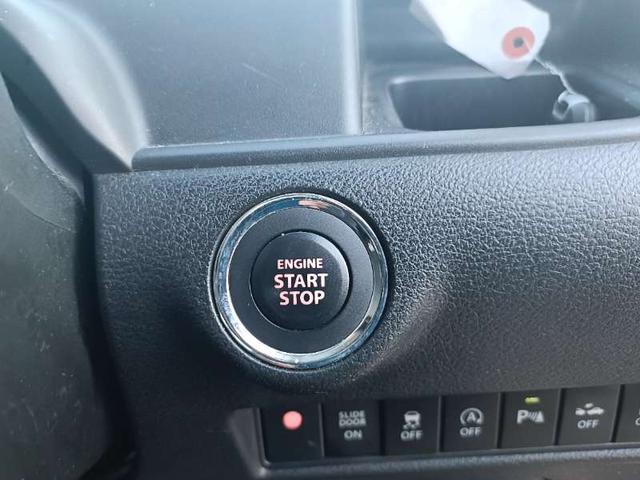 ENGINE
START
STOP
SLIDE
DOOR
ON
OFF
A
OFF
P
OFF